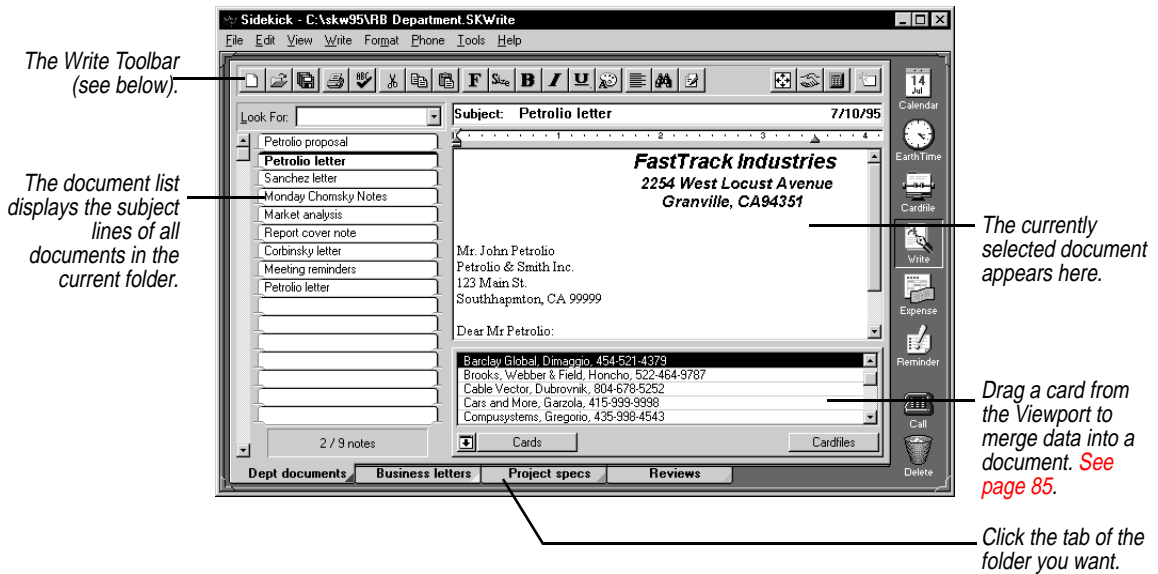 Sidekick - C:\skw95\RB Department.SKWrite
File Edit View Write Format Phone Tools Help
The Write Toolbar
(see below).
ABC
F Size B I U
Look For:
Subject: Petrolio letter 7/10/95
1 2 3 4
Petrolio proposal
Petrolio letter
Sanchez letter
Monday Chomsky Notes
Market analysis
Report cover note
Corbinsky letter
Meeting reminders
Petrolio letter
2 / 9 notes
The document list
displays the subject
lines of all
documents in the
current folder.
FastTrack Industries
2254 West Locust Avenue
Granville, CA94351
Mr. John Petrolio
Petrolio & Smith Inc.
123 Main St.
Southhapmton, CA 99999
Dear Mr Petrolio:
Barclay Global, Dimaggio, 454-521-4379
Brooks, Webber & Field, Honcho, 522-464-9787
Cable Vector, Dubrovnik, 804-678-5252
Cars and More, Garzola, 415-999-9998
Compusystems, Gregorio, 435-998-4543
Cards Cardfiles
Dept documents Business letters Project specs Reviews
14
Jul
Calendar
EarthTime
Cardfile
Write
Expense
Reminder
Call
Delete
The currently
selected document
appears here.
Drag a card from
the Viewport to
merge data into a
document. See
page 85.
Click the tab of the
folder you want.